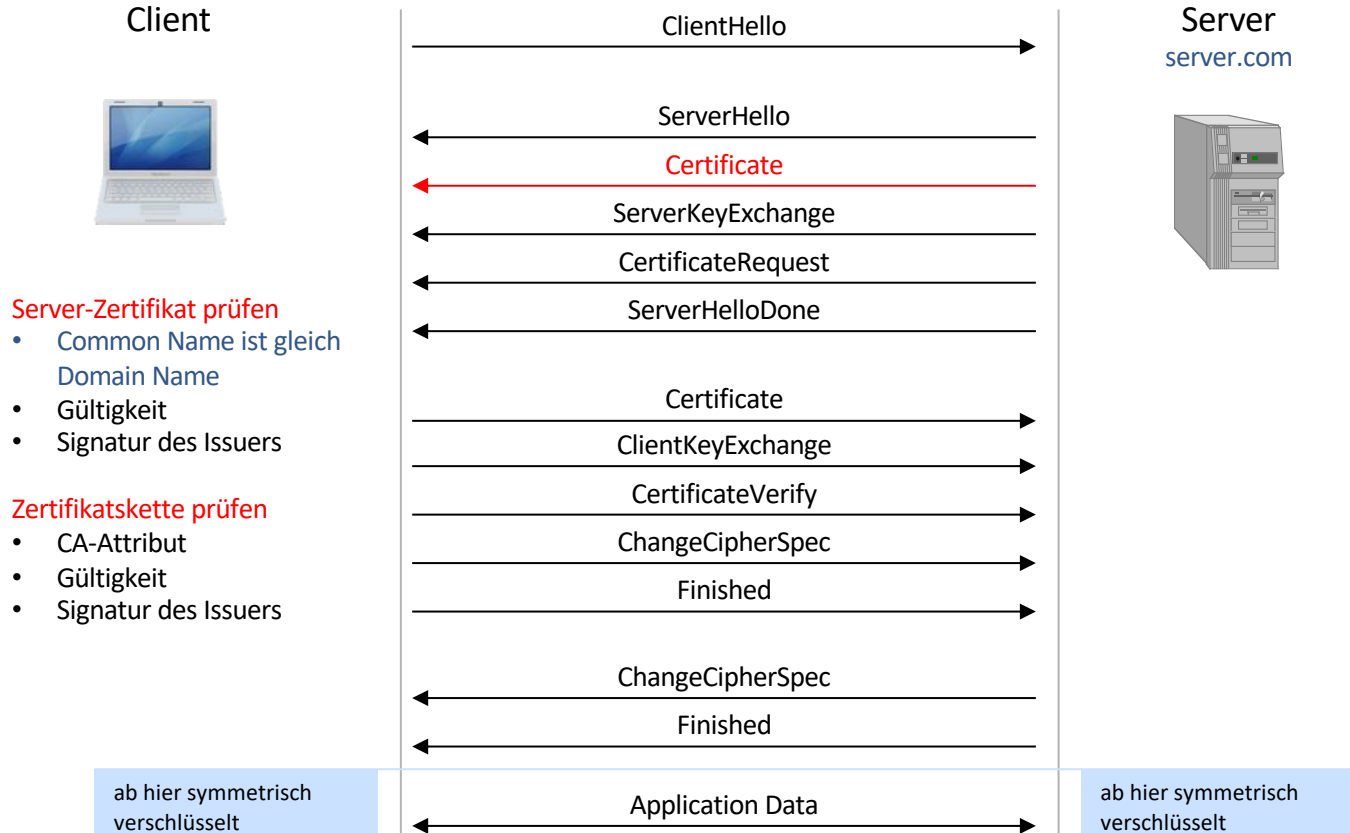 Client
ClientHello
Server
server.com
ServerHello
Certificate
ServerKeyExchange
CertificateRequest
ServerHelloDone
Server-Zertifikat prüfen
• Common Name ist gleich
Domain Name
• Gültigkeit
• Signatur des Issuers
Zertifikatskette prüfen
• CA-Attribut
• Gültigkeit
• Signatur des Issuers
Certificate
ClientKeyExchange
CertificateVerify
ChangeCipherSpec
Finished
ChangeCipherSpec
Finished
ab hier symmetrisch
verschlüsselt
Application Data
ab hier symmetrisch
verschlüsselt